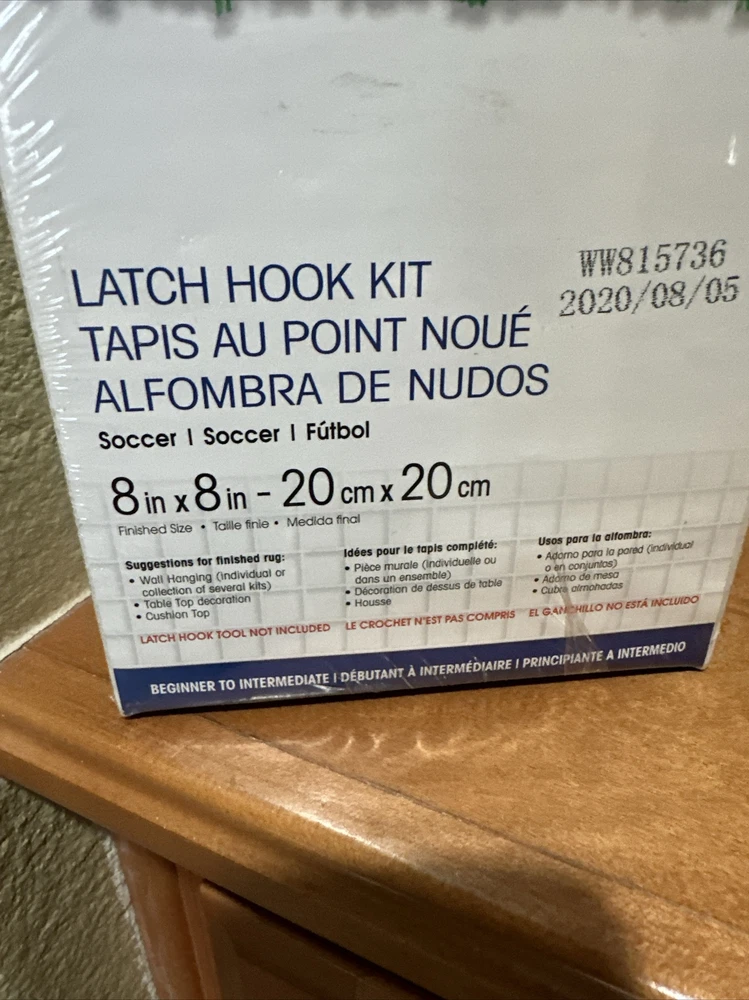 WW815736
2020/08/05
LATCH HOOK KIT
TAPIS AU POINT NOUÉ
ALFOMBRA DE NUDOS
Soccer | Soccer | Fútbol
8 in x 8 in - 20 cm x 20 cm
Finished Size • Taille finie • Medida final
Suggestions for finished rug:
• Wall Hanging (individual or
collection of several kits)
• Table Top decoration
• Cushion Top
LATCH HOOK TOOL NOT INCLUDED
Idées pour le tapis complété:
• Pièce murale (individuelle ou
dans un ensemble)
• Décoration de dessus de table
• Housse
LE CROCHET N'EST PAS COMPRIS
Usos para la alfombra:
• Adorno para la pared (individual
o en conjuntos)
• Adorno de mesa
• Cubre almohadas
EL GANCHILLO NO ESTÁ INCLUIDO
BEGINNER TO INTERMEDIATE | DÉBUTANT À INTERMÉDIAIRE | PRINCIPIANTE A INTERMEDIO